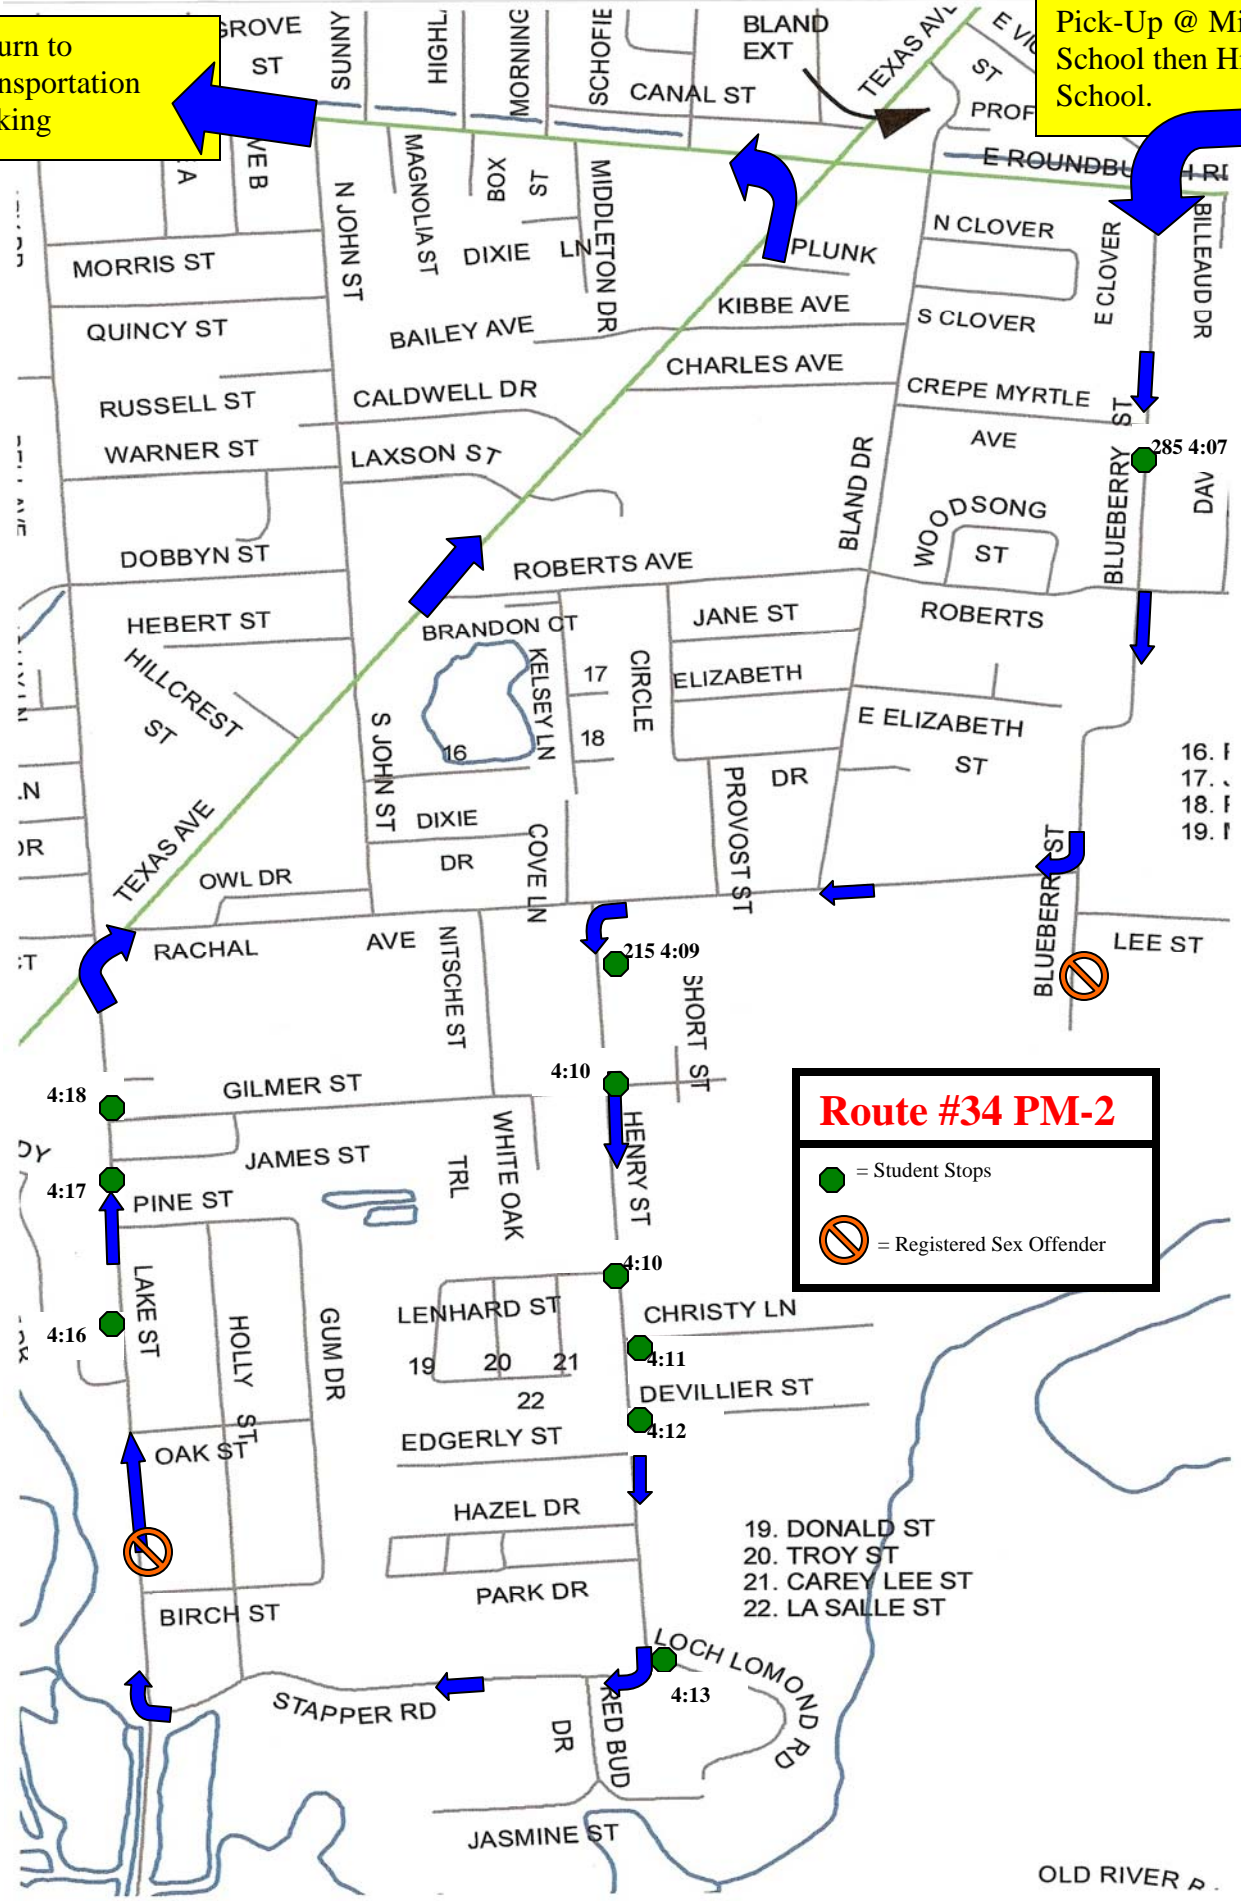 GROVE
ST
SUNNY
HIGHL
MORNING
SCHOFIE
BLAND
EXT
TEXAS AVE
E VIC
ST
Pick-Up @ Mi
School then Hi
School.
urn to
nsportation
king
CANAL ST
PROF
E ROUNDBU H RD
A
VE B
N JOHN ST
MAGNOLIA ST
BOX
ST
MIDDLETON DR
DIXIE LN
MORRIS ST
PLUNK
N CLOVER
E CLOVER
BILLEAUD DR
QUINCY ST
BAILEY AVE
KIBBE AVE
S CLOVER
CHARLES AVE
RUSSELL ST
CALDWELL DR
CREPE MYRTLE
AVE
WARNER ST
LAXSON ST
BLAND DR
BLUEBERRY ST
285 4:07
DAV
WOODSONG
ST
DOBBYN ST
ROBERTS AVE
HEBERT ST
BRANDON CT
JANE ST
ROBERTS
HILLCREST
ST
KELSEY LN
17
CIRCLE
ELIZABETH
S JOHN ST
16
18
E ELIZABETH
ST
LN
DR
PROVOST ST
16. F
17.
18. F
19. N
TEXAS AVE
DIXIE
DR
COVE LN
DR
OWL DR
BLUEBERRY ST
RACHAL AVE
NITSCHE ST
215 4:09
LEE ST
CT
SHORT ST
4:10
4:18
GILMER ST
HENRY ST
Route #34 PM-2
= Student Stops
= Registered Sex Offender
DY
JAMES ST
TRL
WHITE OAK
4:17
PINE ST
4:10
LAKE ST
HOLLY ST
GUM DR
LENHARD ST
CHRISTY LN
4:16
19
20
21
4:11
22
DEVILLIER ST
4:12
OAK ST
EDGERLY ST
HAZEL DR
19. DONALD ST
20. TROY ST
21. CAREY LEE ST
22. LA SALLE ST
PARK DR
BIRCH ST
LOCH LOMOND RD
4:13
STAPPER RD
RED BUD
DR
JASMINE ST
OLD RIVER